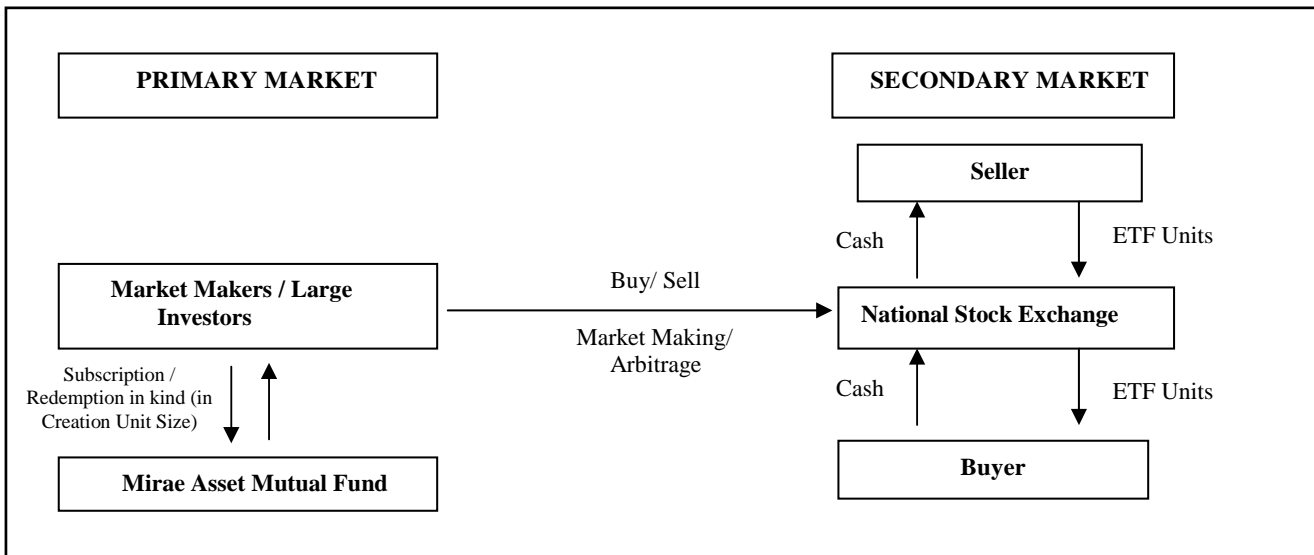 PRIMARY MARKET
SECONDARY MARKET
Seller
Cash
ETF Units
Market Makers / Large
Investors
Buy/ Sell
Market Making/
Arbitrage
National Stock Exchange
Subscription /
Redemption in kind (in
Creation Unit Size)
Cash
ETF Units
Mirae Asset Mutual Fund
Buyer